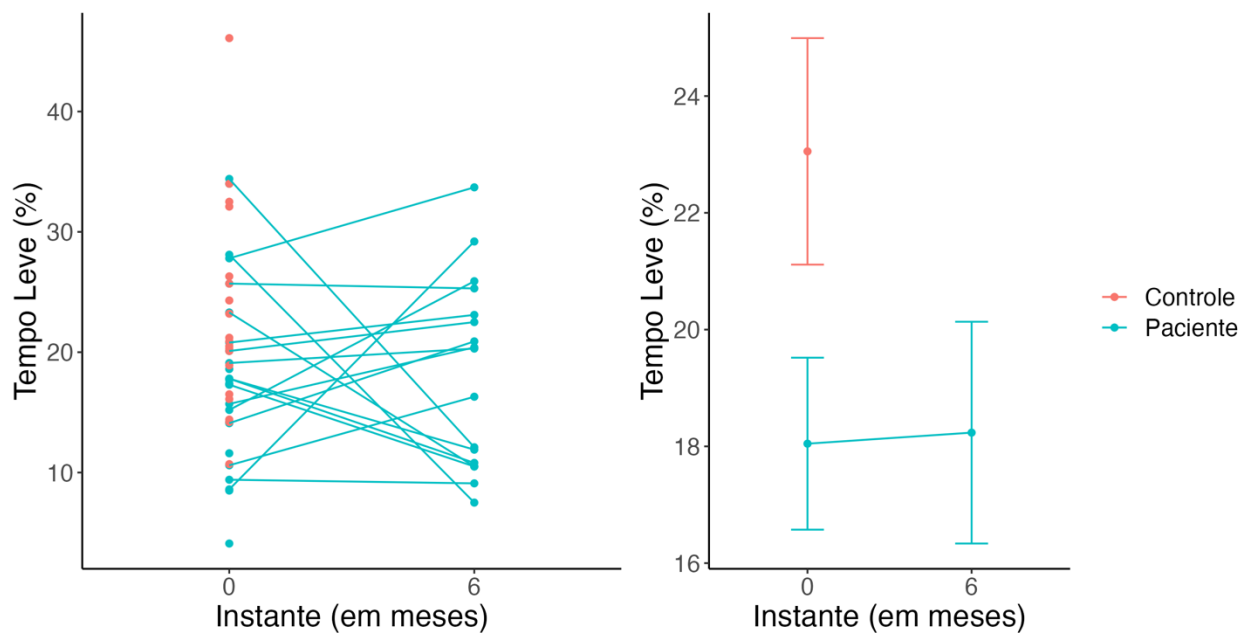 Tempo Leve (%)
40
30
20
10
0
6
Instante (em meses)
Tempo Leve (%)
24
22
20
18
16
0
6
Instante (em meses)
Controle
Paciente